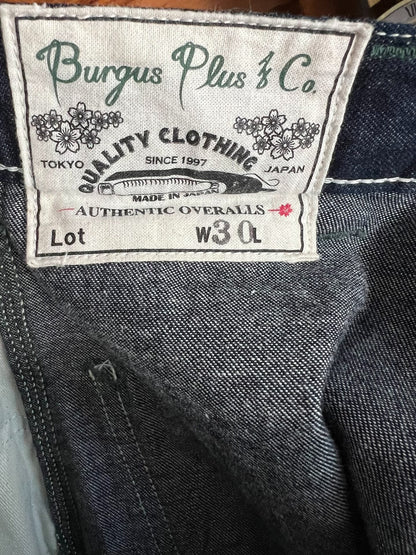 Burgus Plus & Co.
QUALITY CLOTHING
TOKYO
SINCE 1997
JAPAN
MADE IN JAPAN
AUTHENTIC OVERALLS
Lot W30L